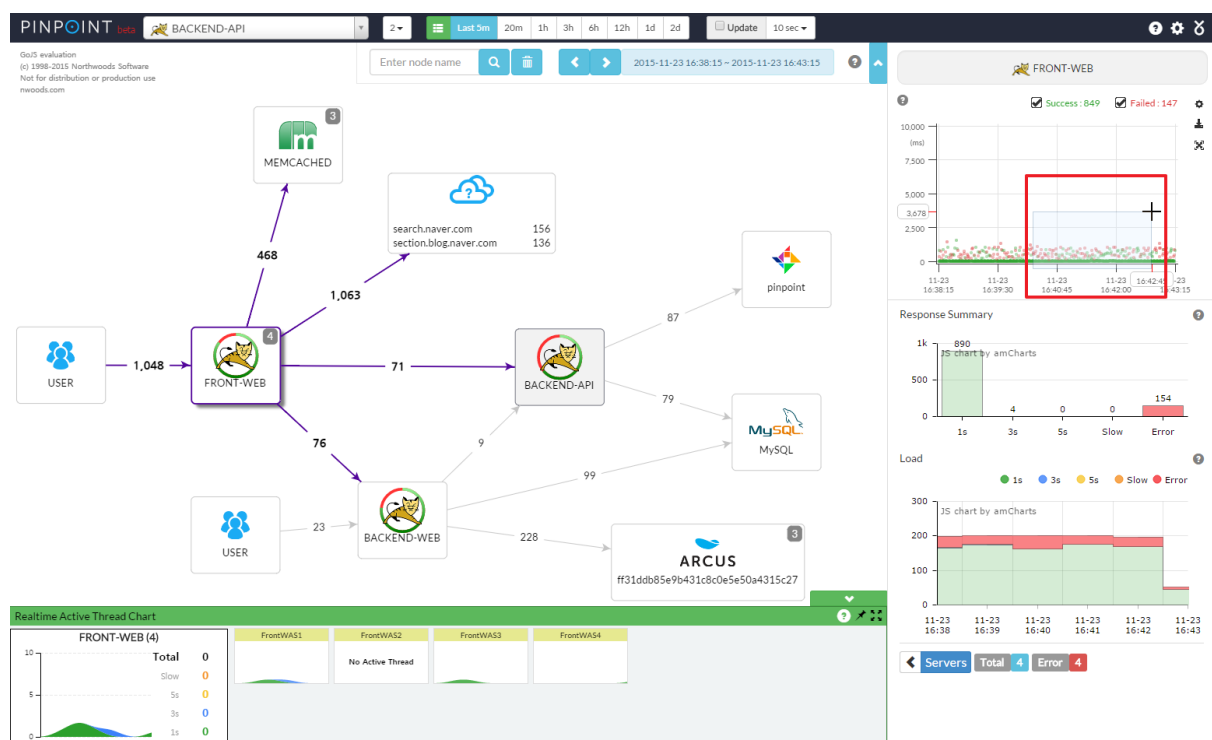 PINPOINT beta
BACKEND-API
2
Last 5m 20m 1h 3h 6h 12h 1d 2d
Update 10 sec
GoJS evaluation
(c) 1998-2015 Northwoods Software
Not for distribution or production use
nwoods.com
Enter node name
2015-11-23 16:38:15 ~ 2015-11-23 16:43:15
3
MEMCACHED
search.naver.com 156
section.blog.naver.com 136
468
1,063
pinpoint
87
USER
1,048
4
FRONT-WEB
71
BACKEND-API
79
MySQL
MySQL
76
9
99
USER
23
BACKEND-WEB
228
3
ARCUS
ff31ddb85e9b431c8c0e5e50a4315c27
Realtime Active Thread Chart
FRONT-WEB (4)
10
5
0
Total 0
Slow 0
5s 0
3s 0
1s 0
FrontWAS1
FrontWAS2
No Active Thread
FrontWAS3
FrontWAS4
FRONT-WEB
Success : 849 Failed : 147
10,000
(ms)
7,500
5,000
3,678
2,500
0
11-23 11-23 11-23 11-23 16:42:49 -23
16:38:15 16:39:30 16:40:45 16:42:00 16:43:15
Response Summary
1k
500
0
890
JS chart by amCharts
4
0
0
154
1s 3s 5s Slow Error
Load
1s 3s 5s Slow Error
300
200
100
0
JS chart by amCharts
11-23 11-23 11-23 11-23 11-23 11-23
16:38 16:39 16:40 16:41 16:42 16:43
Servers Total 4 Error 4